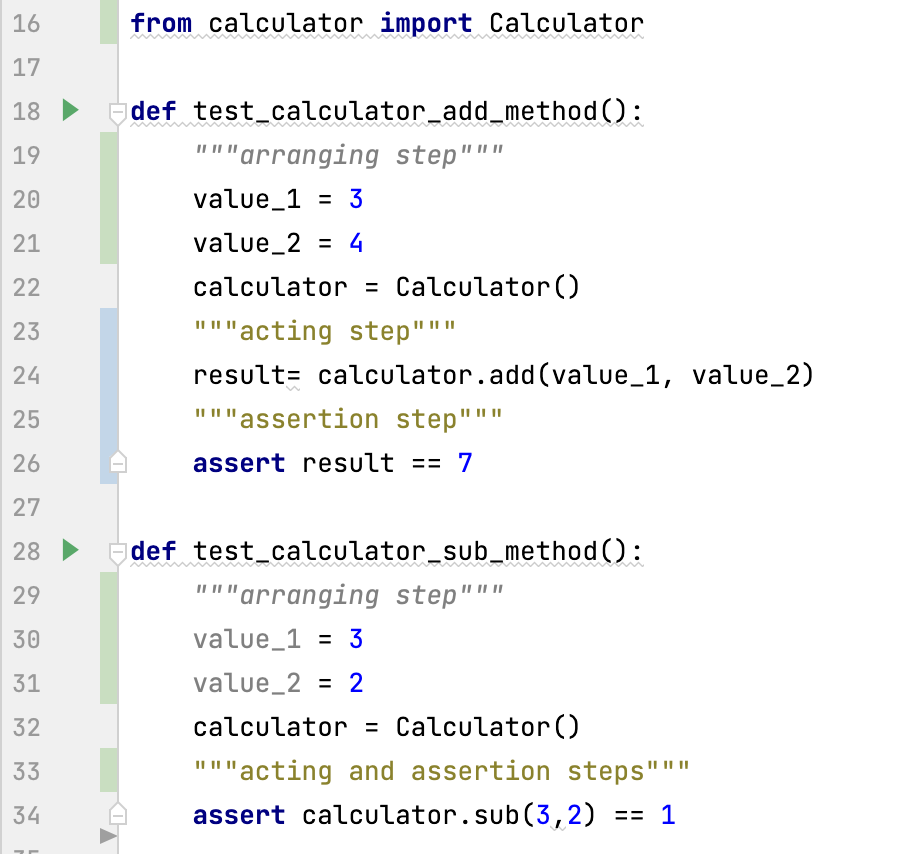 16 from calculator import Calculator
17
18 def test_calculator_add_method():
19     """arranging step"""
20     value_1 = 3
21     value_2 = 4
22     calculator = Calculator()
23     """acting step"""
24     result= calculator.add(value_1, value_2)
25     """assertion step"""
26     assert result == 7
27
28 def test_calculator_sub_method():
29     """arranging step"""
30     value_1 = 3
31     value_2 = 2
32     calculator = Calculator()
33     """acting and assertion steps"""
34     assert calculator.sub(3,2) == 1